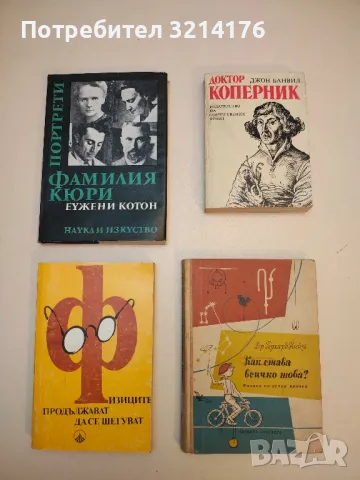 Потребител: A.I.
ПОРТРЕТИ
ФАМИЛИЯ
КЮРИ
ЕУЖЕНИ КОТОН
НАУКА И ИЗКУСТВО
ДОКТОР
ДЖОН БАНВИЛ
КОПЕРНИК
Ф
ИЗИЦИТЕ
ПРОДЪЛЖАВАТ
ДА СЕ ШЕГУВАТ
Как става
всичко това?
bazar